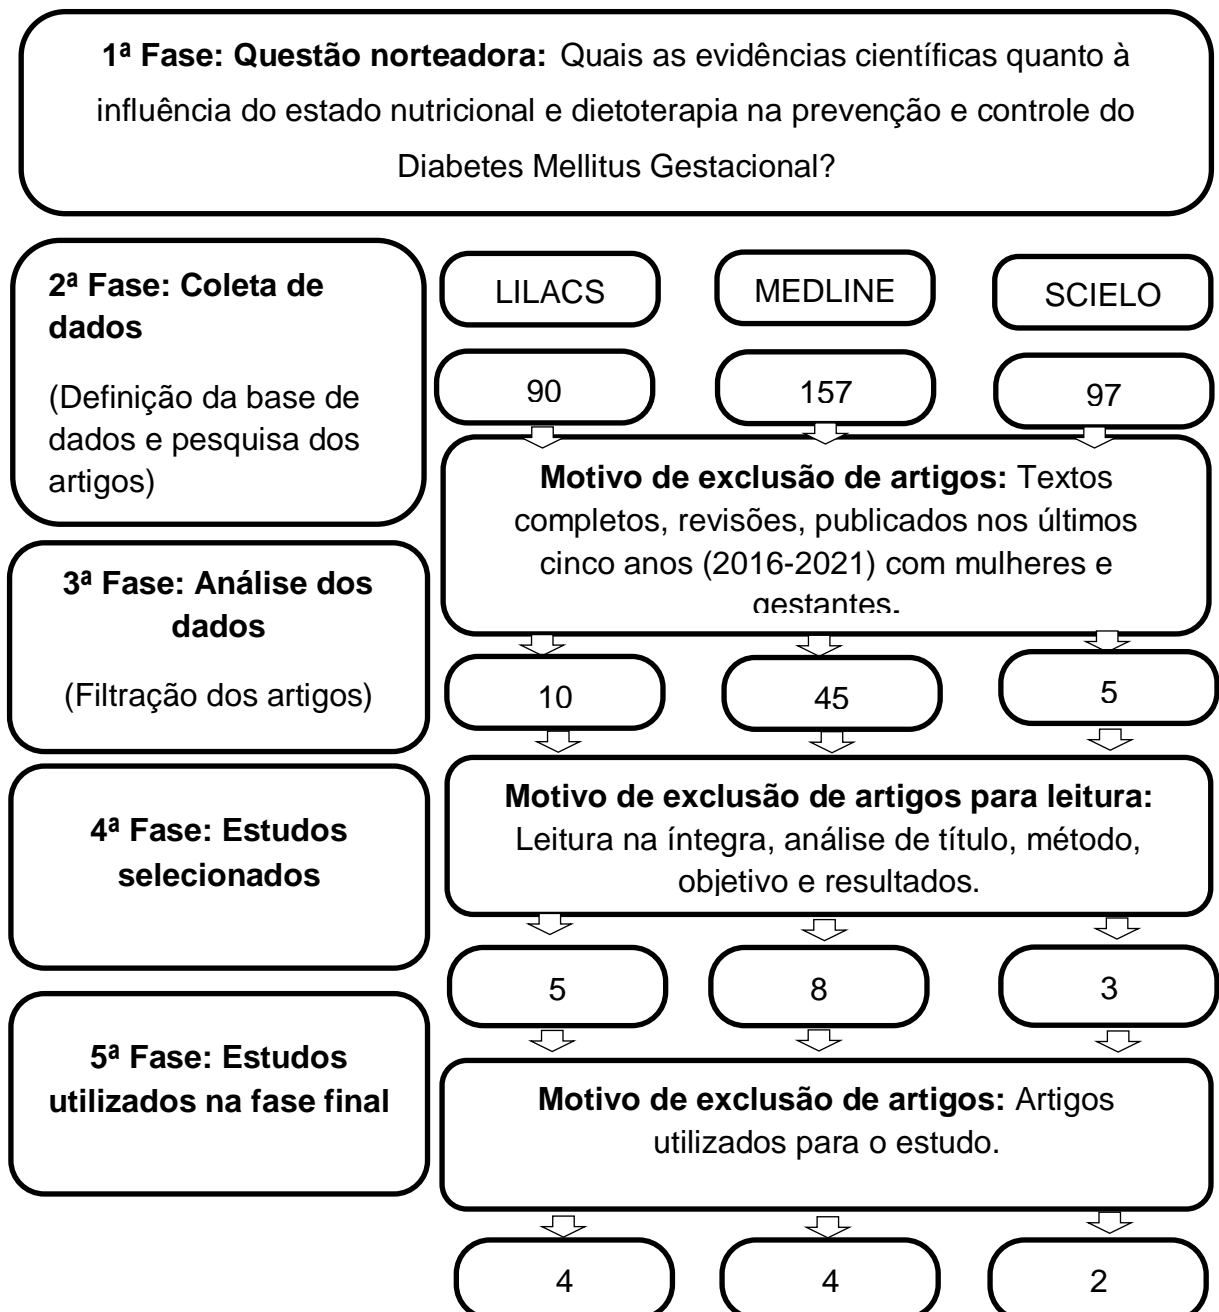 1ª Fase: Questão norteadora: Quais as evidências científicas quanto à
influência do estado nutricional e dietoterapia na prevenção e controle do
Diabetes Mellitus Gestacional?
2ª Fase: Coleta de
dados
(Definição da base de
dados e pesquisa dos
artigos)
LILACS
MEDLINE
SCIELO
90
157
97
Motivo de exclusão de artigos: Textos
completos, revisões, publicados nos últimos
cinco anos (2016-2021) com mulheres e
gestantes.
3ª Fase: Análise dos
dados
(Filtração dos artigos)
10
45
5
4ª Fase: Estudos
selecionados
Motivo de exclusão de artigos para leitura:
Leitura na íntegra, análise de título, método,
objetivo e resultados.
5
8
3
5ª Fase: Estudos
utilizados na fase final
Motivo de exclusão de artigos: Artigos
utilizados para o estudo.
4
4
2